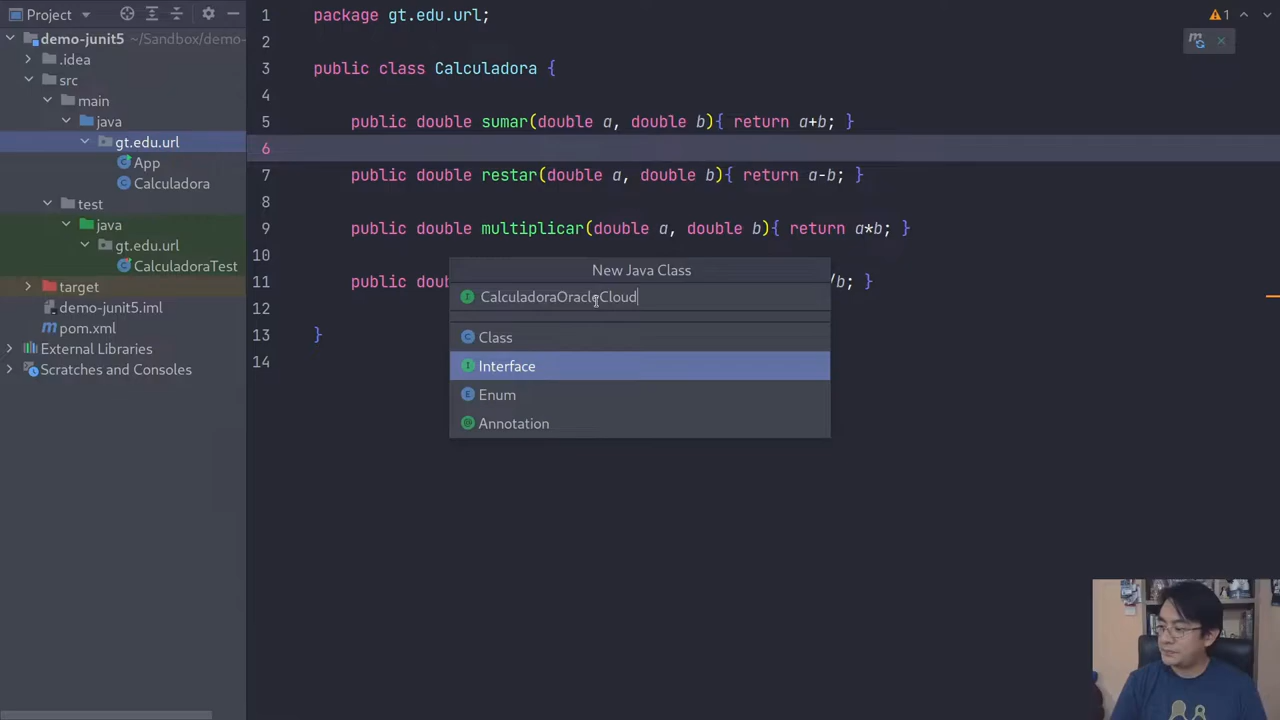 Project
demo-junit5 ~/Sandbox/demo-
.idea
src
main
java
gt.edu.url
App
Calculadora
test
java
gt.edu.url
CalculadoraTest
target
demo-junit5.iml
pom.xml
External Libraries
Scratches and Consoles
1 package gt.edu.url;
2
3 public class Calculadora {
4
5 public double sumar(double a, double b){ return a+b; }
6
7 public double restar(double a, double b){ return a-b; }
8
9 public double multiplicar(double a, double b){ return a*b; }
10
11 public doub /b; }
12
13 }
14
1
New Java Class
CalculadoraOracleCloud
Class
Interface
Enum
Annotation